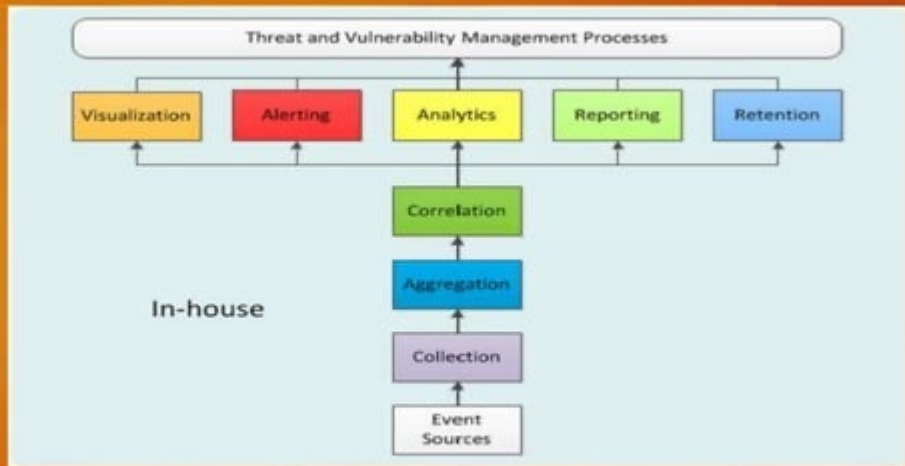 Threat and Vulnerability Management Processes
Visualization
Alerting
Analytics
Reporting
Retention
Correlation
Aggregation
In-house
Collection
Event
Sources